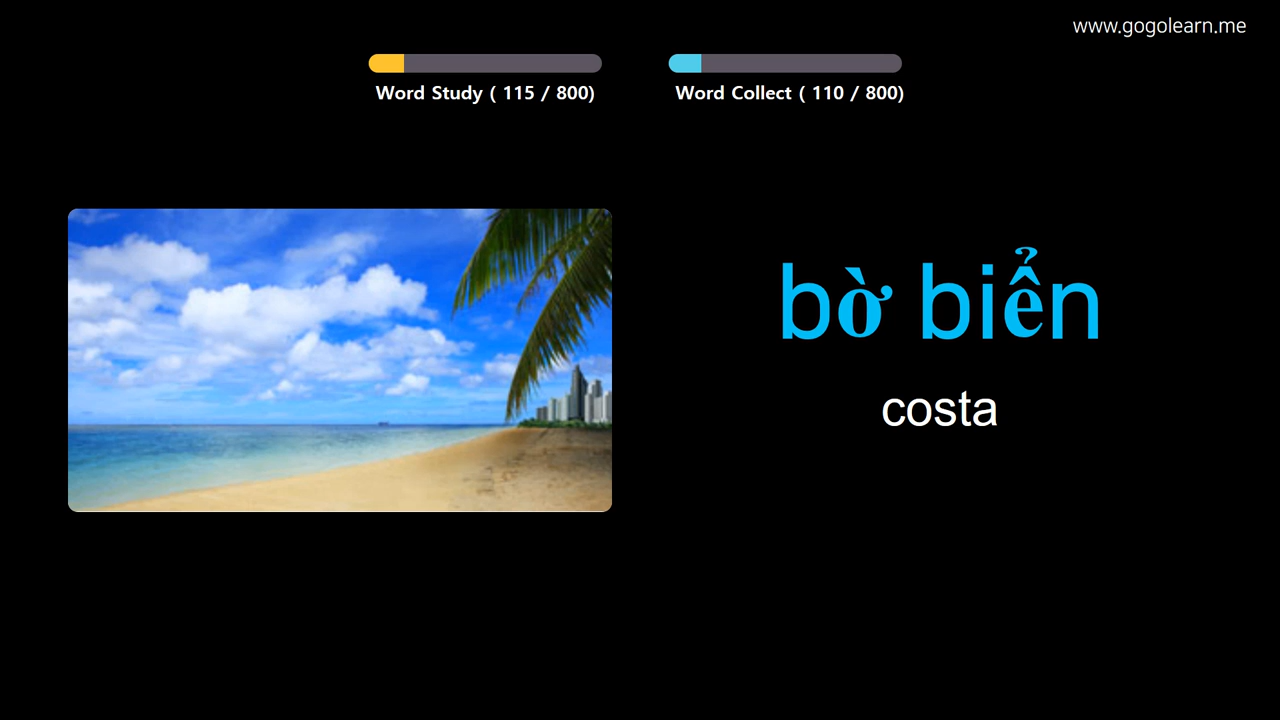 www.gogolearn.me
Word Study ( 115 / 800)
Word Collect ( 110 / 800)
bờ biển
costa